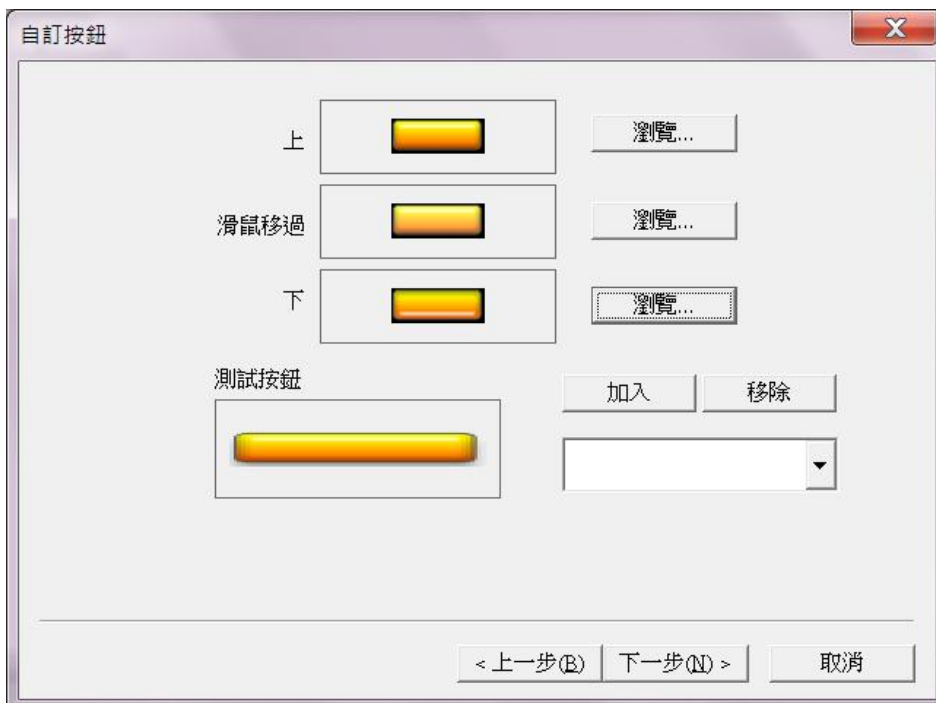 自訂按鈕
上
瀏覽...
滑鼠移過
瀏覽...
下
瀏覽...
測試按鈕
加入
移除
<上一步(B)
下一步(N) >
取消